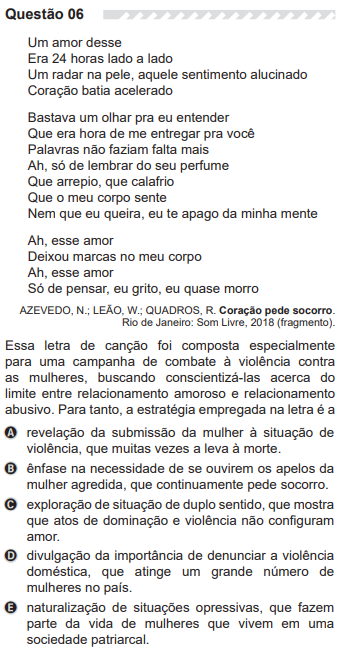 Questão 06
Um amor desse
Era 24 horas lado a lado
Um radar na pele, aquele sentimento alucinado
Coração batia acelerado
Bastava um olhar pra eu entender
Que era hora de me entregar pra você
Palavras não faziam falta mais
Ah, só de lembrar do seu perfume
Que arrepio, que calafrio
Que o meu corpo sente
Nem que eu queira, eu te apago da minha mente
Ah, esse amor
Deixou marcas no meu corpo
Ah, esse amor
Só de pensar, eu grito, eu quase morro
AZEVEDO, N.; LEÃO, W.; QUADROS, R. Coração pede socorro.
Rio de Janeiro: Som Livre, 2018 (fragmento).
Essa letra de canção foi composta especialmente
para uma campanha de combate à violência contra
as mulheres, buscando conscientizá-las acerca do
limite entre relacionamento amoroso e relacionamento
abusivo. Para tanto, a estratégia empregada na letra é a
A revelação da submissão da mulher à situação de
violência, que muitas vezes a leva à morte.
B ênfase na necessidade de se ouvirem os apelos da
mulher agredida, que continuamente pede socorro.
C exploração de situação de duplo sentido, que mostra
que atos de dominação e violência não configuram
amor.
D divulgação da importância de denunciar a violência
doméstica, que atinge um grande número de
mulheres no país.
E naturalização de situações opressivas, que fazem
parte da vida de mulheres que vivem em uma
sociedade patriarcal.